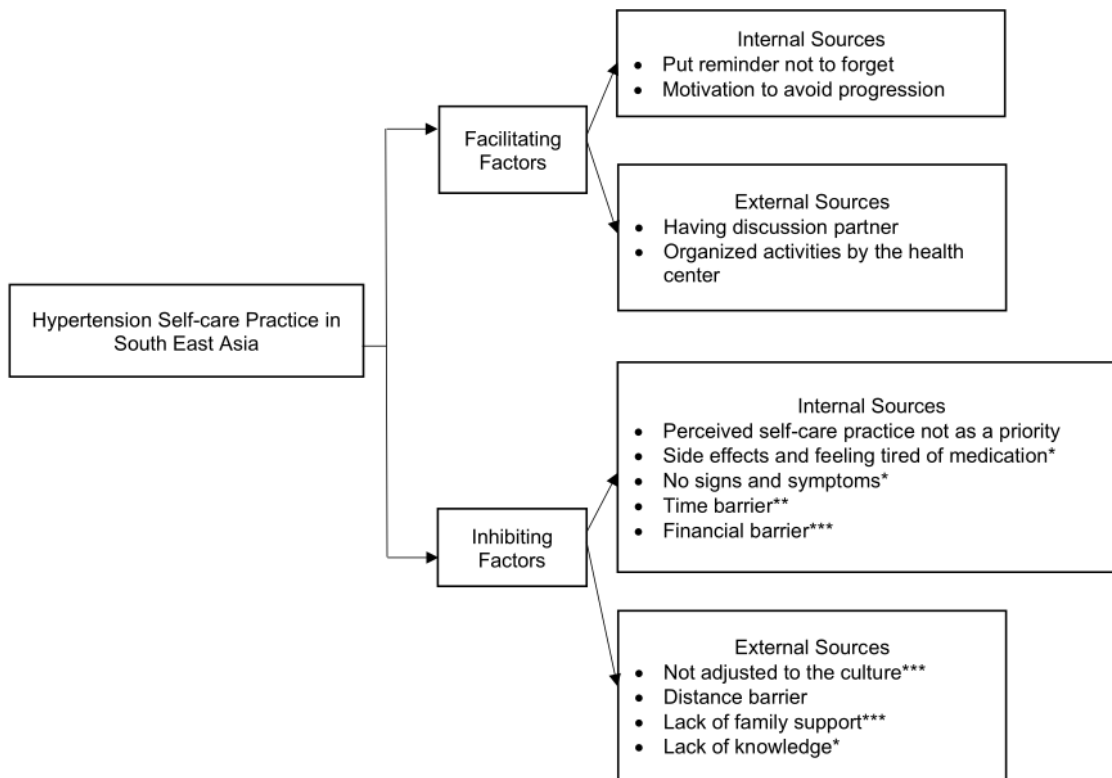 Internal Sources
• Put reminder not to forget
• Motivation to avoid progression
Facilitating
Factors
External Sources
• Having discussion partner
• Organized activities by the health
center
Hypertension Self-care Practice in
South East Asia
Internal Sources
• Perceived self-care practice not as a priority
• Side effects and feeling tired of medication*
• No signs and symptoms*
• Time barrier**
• Financial barrier***
Inhibiting
Factors
External Sources
• Not adjusted to the culture***
• Distance barrier
• Lack of family support***
• Lack of knowledge*